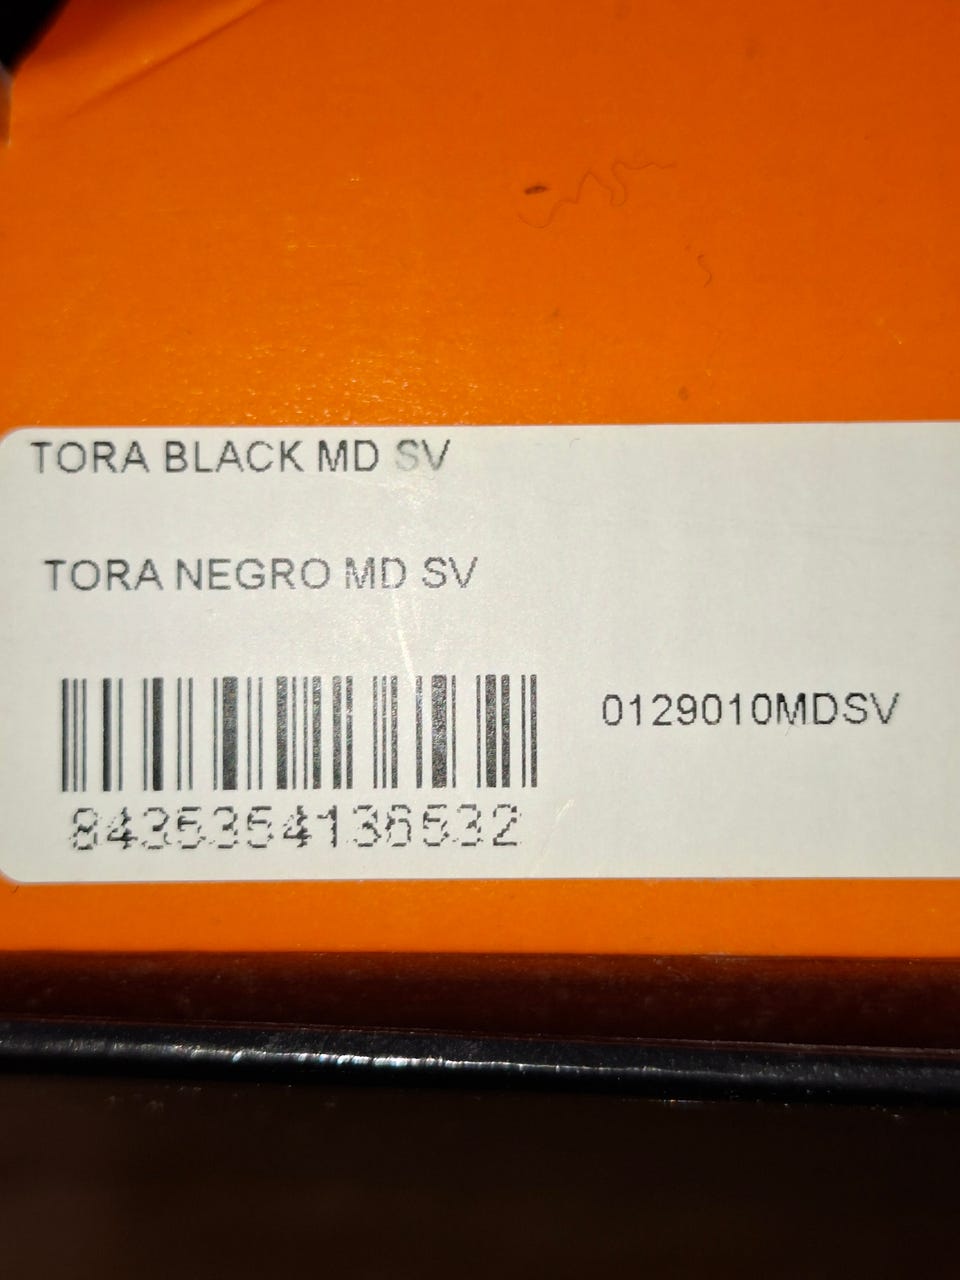 TORA BLACK MD SV
TORA NEGRO MD SV
0129010MDSV
8435354136532